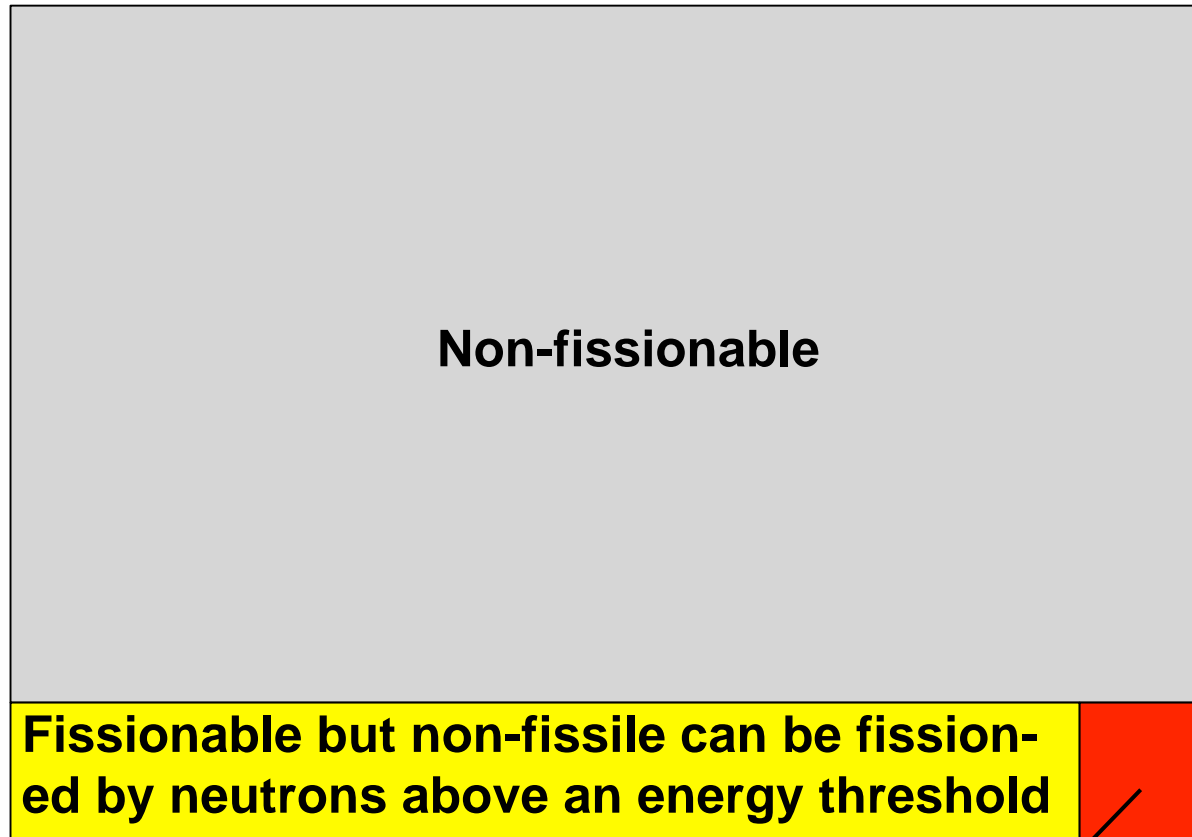 Non-fissionable
Fissionable but non-fissile can be fission-
ed by neutrons above an energy threshold